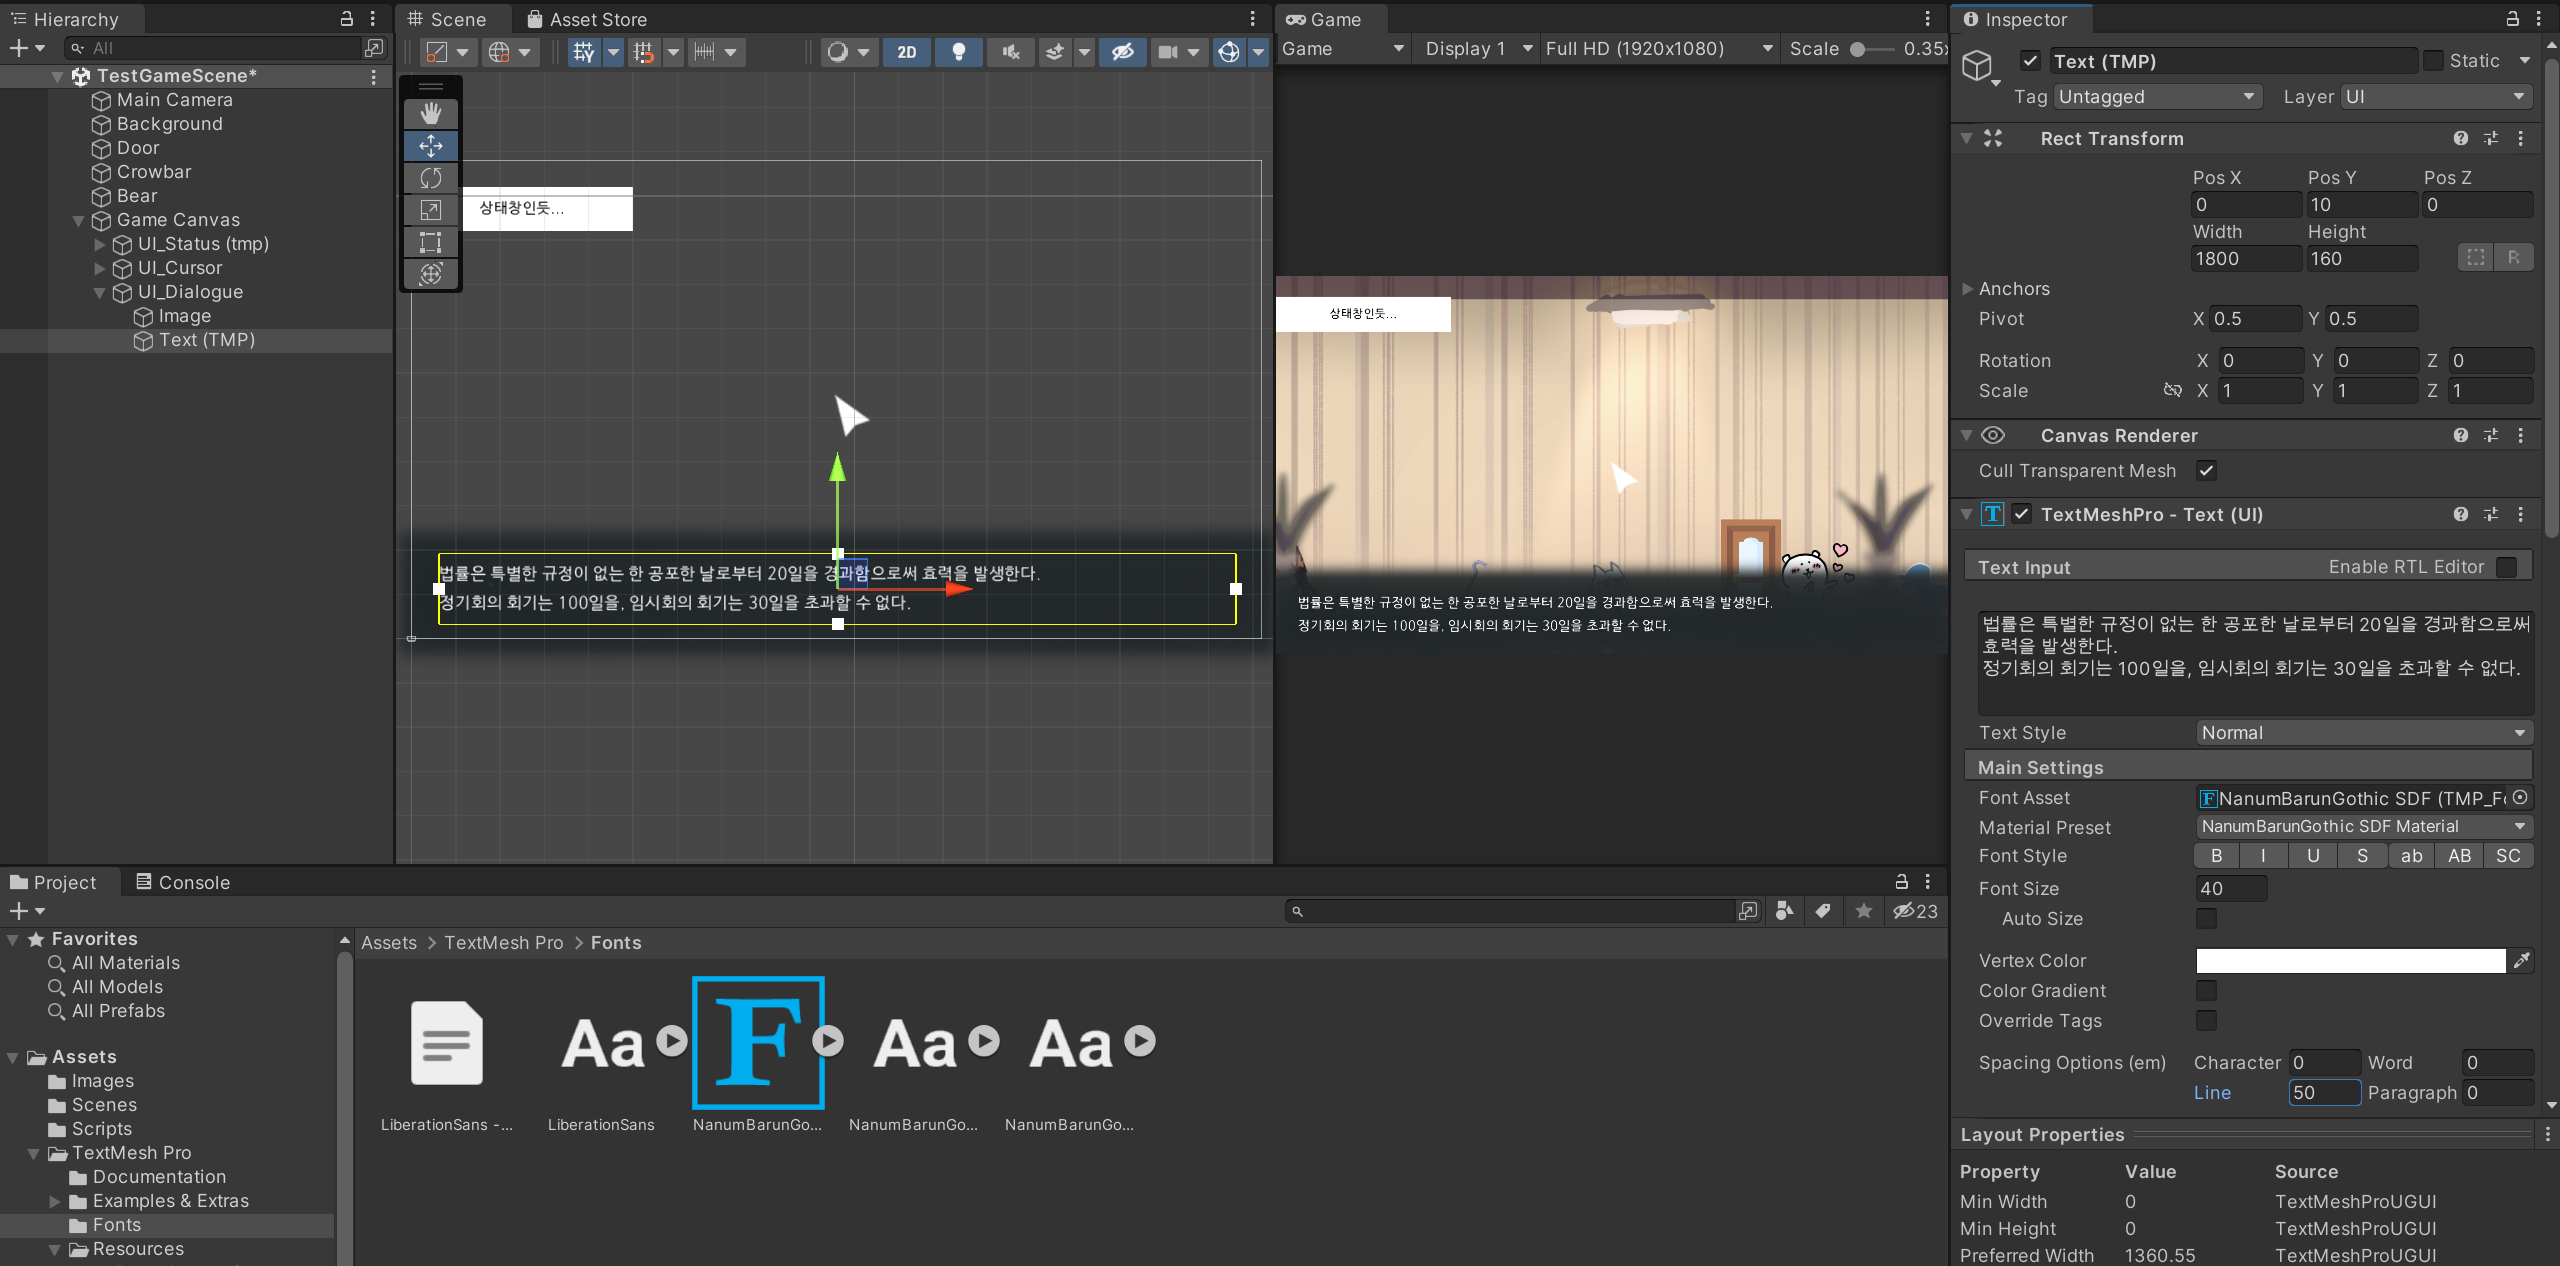 Hierarchy
All
TestGameScene*
Main Camera
Background
Door
Crowbar
Bear
Game Canvas
UI_Status (tmp)
UI_Cursor
UI_Dialogue
Image
Text (TMP)
Scene
Asset Store
2D
상태창인듯...
법률은 특별한 규정이 없는 한 공포한 날로부터 20일을 경과함으로써 효력을 발생한다.
정기회의 회기는 100일을, 임시회의 회기는 30일을 초과할 수 없다.
Game
Game Display 1 Full HD (1920x1080) Scale 0.35x
상태창인듯...
법률은 특별한 규정이 없는 한 공포한 날로부터 20일을 경과함으로써 효력을 발생한다.
정기회의 회기는 100일을, 임시회의 회기는 30일을 초과할 수 없다.
Inspector
Text (TMP) Static
Tag Untagged Layer UI
Rect Transform
Pos X Pos Y Pos Z
0 10 0
Width Height
1800 160
R
Anchors
Pivot X 0.5 Y 0.5
Rotation X 0 Y 0 Z 0
Scale X 1 Y 1 Z 1
Canvas Renderer
Cull Transparent Mesh
TextMeshPro - Text (UI)
Text Input Enable RTL Editor
법률은 특별한 규정이 없는 한 공포한 날로부터 20일을 경과함으로써
효력을 발생한다.
정기회의 회기는 100일을, 임시회의 회기는 30일을 초과할 수 없다.
Text Style Normal
Main Settings
Font Asset F NanumBarunGothic SDF (TMP_Fo
Material Preset NanumBarunGothic SDF Material
Font Style B I U S ab AB SC
Font Size 40
Auto Size
Vertex Color
Color Gradient
Override Tags
Spacing Options (em) Character 0 Word 0
Line 50 Paragraph 0
Layout Properties
Property Value Source
Min Width 0 TextMeshProUGUI
Min Height 0 TextMeshProUGUI
Preferred Width 1360.55 TextMeshProUGUI
Project
Console
23
Favorites
All Materials
All Models
All Prefabs
Assets
Images
Scenes
Scripts
TextMesh Pro
Documentation
Examples & Extras
Fonts
Resources
Assets > TextMesh Pro > Fonts
Aa F Aa Aa
LiberationSans -... LiberationSans NanumBarunGo... NanumBarunGo... NanumBarunGo...